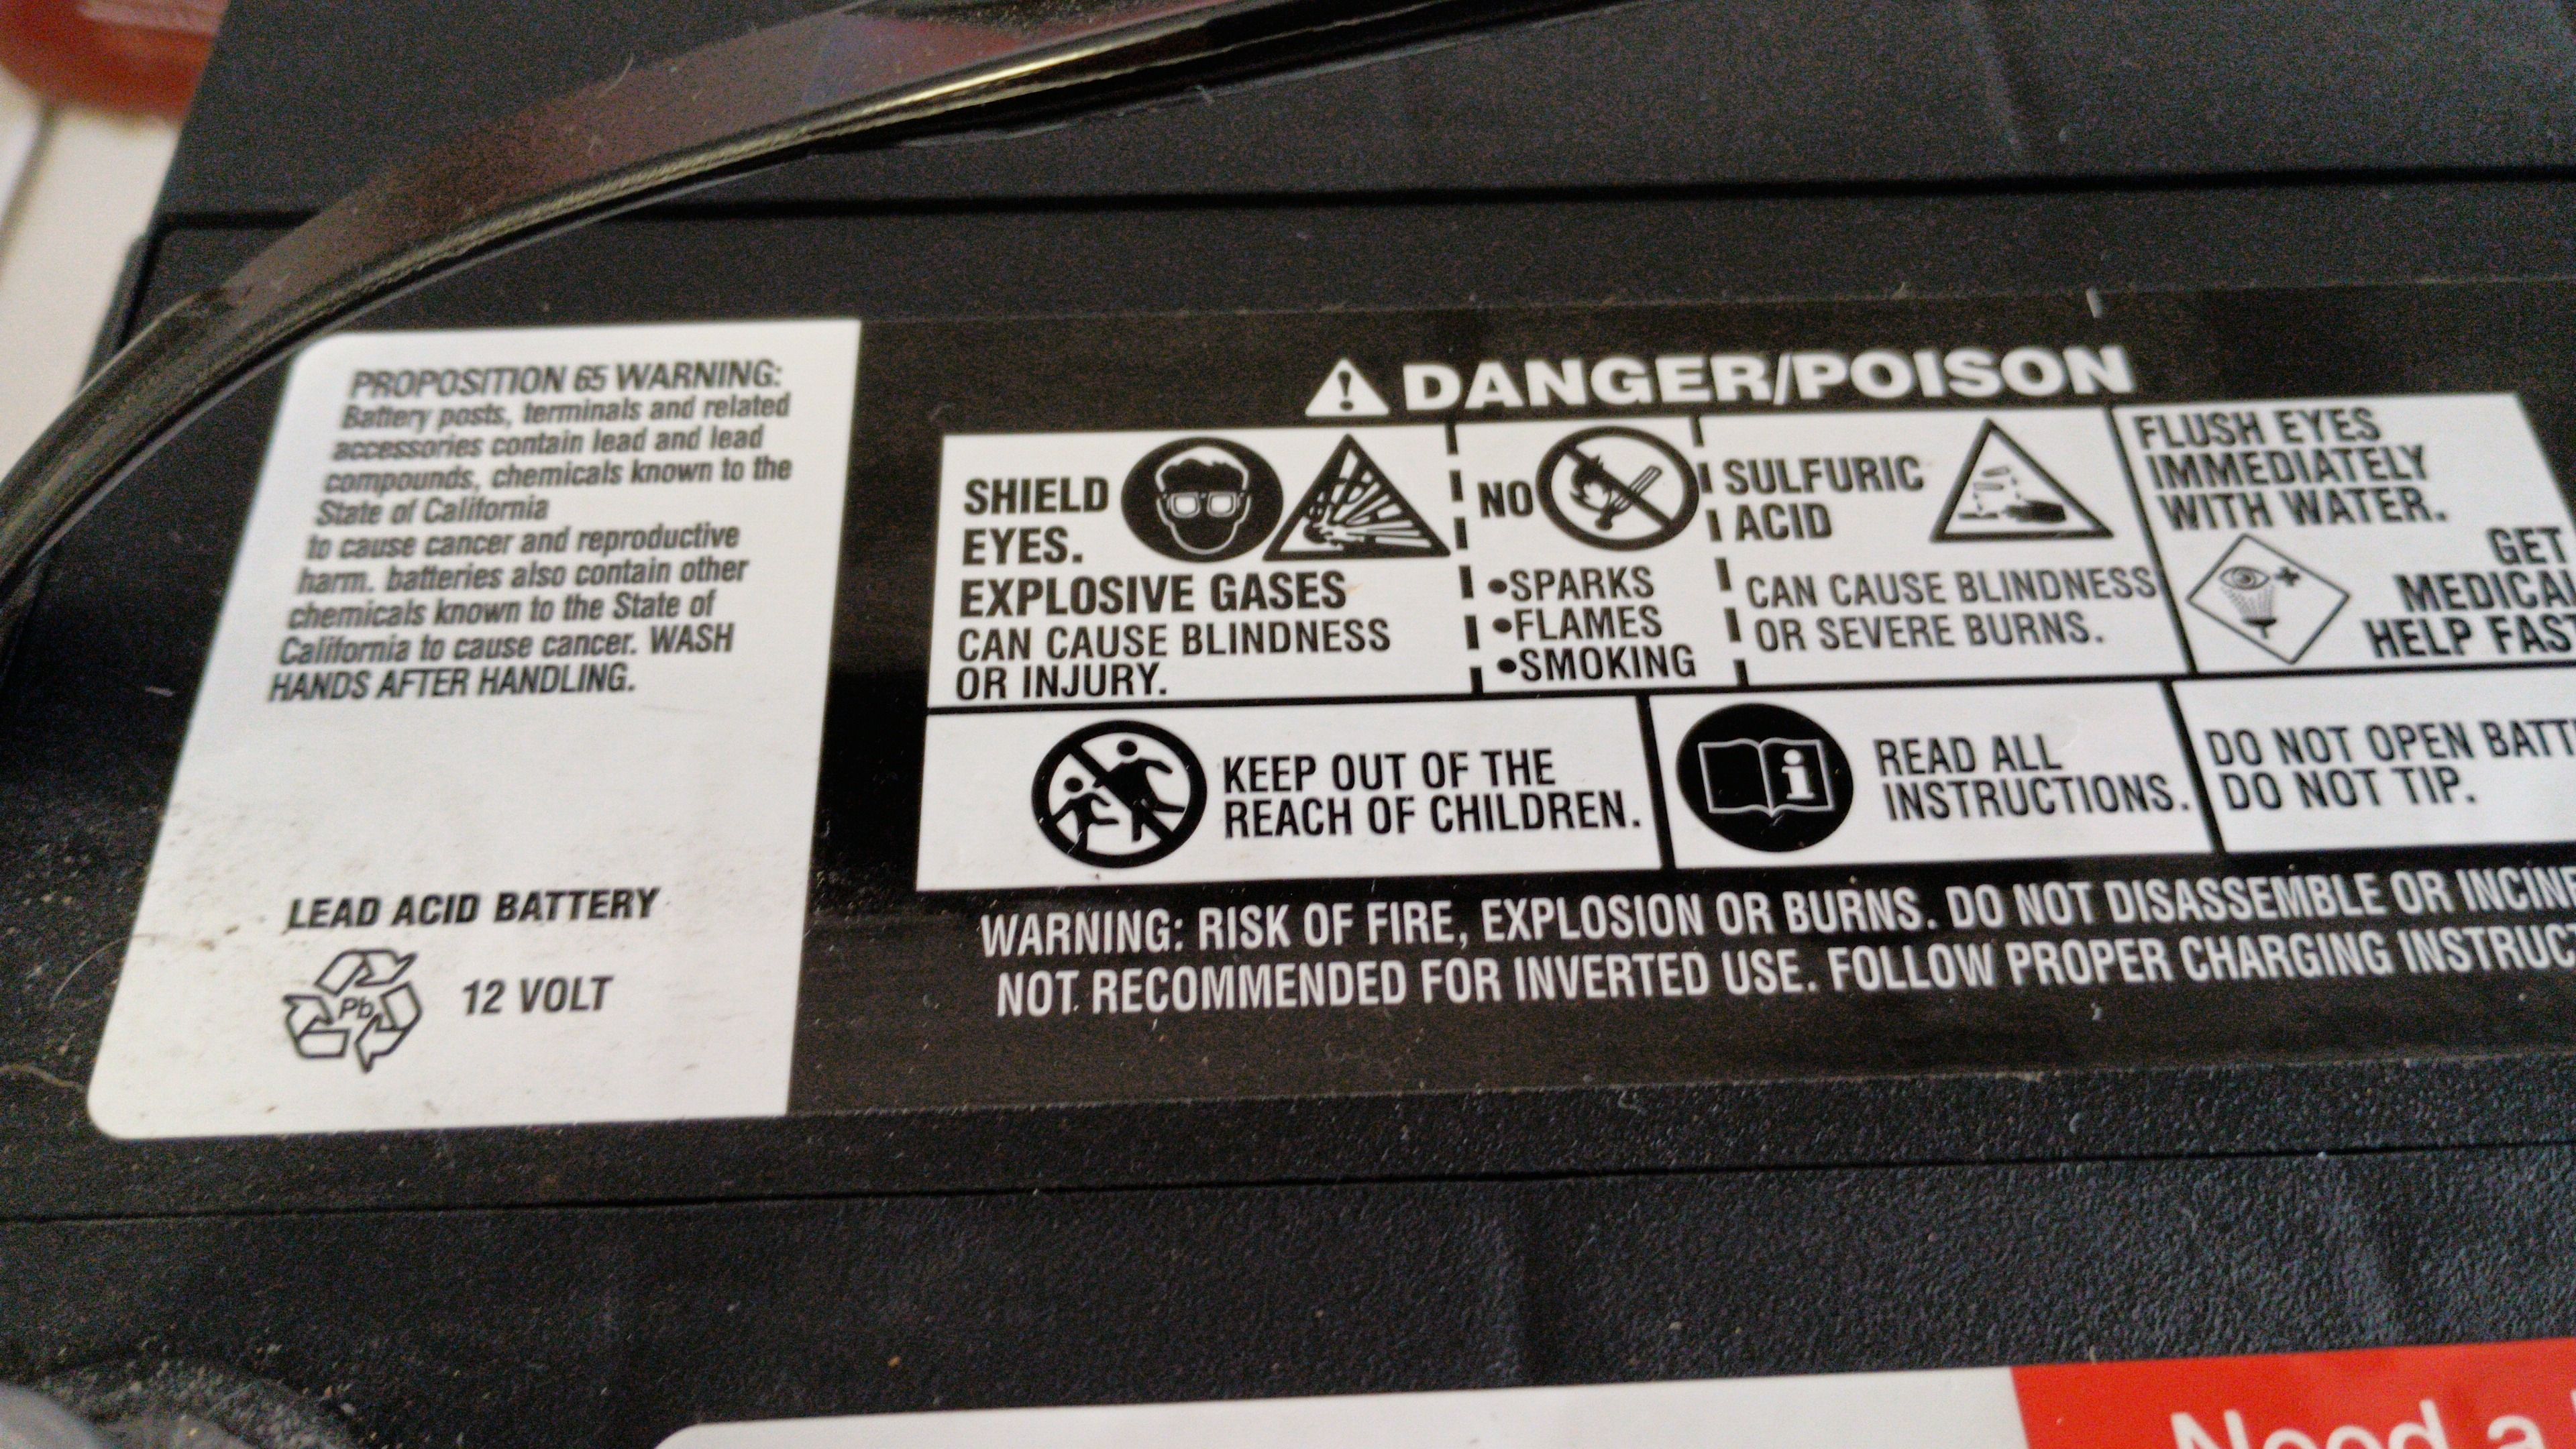 PROPOSITION 65 WARNING:
Battery posts, terminals and related
accessories contain lead and lead
compounds, chemicals known to the
State of California
to cause cancer and reproductive
harm. batteries also contain other
chemicals known to the State of
California to cause cancer. WASH
HANDS AFTER HANDLING.
LEAD ACID BATTERY
Pb
12 VOLT
DANGER/POISON
SHIELD
EYES.
EXPLOSIVE GASES
CAN CAUSE BLINDNESS
OR INJURY.
NO
•SPARKS
•FLAMES
•SMOKING
SULFURIC
ACID
CAN CAUSE BLINDNESS
OR SEVERE BURNS.
FLUSH EYES
IMMEDIATELY
WITH WATER.
GET
MEDICAL
HELP FAST
KEEP OUT OF THE
REACH OF CHILDREN.
READ ALL
INSTRUCTIONS.
DO NOT OPEN BATT
DO NOT TIP.
WARNING: RISK OF FIRE, EXPLOSION OR BURNS. DO NOT DISASSEMBLE OR INCINE
NOT RECOMMENDED FOR INVERTED USE. FOLLOW PROPER CHARGING INSTRUC
Need a